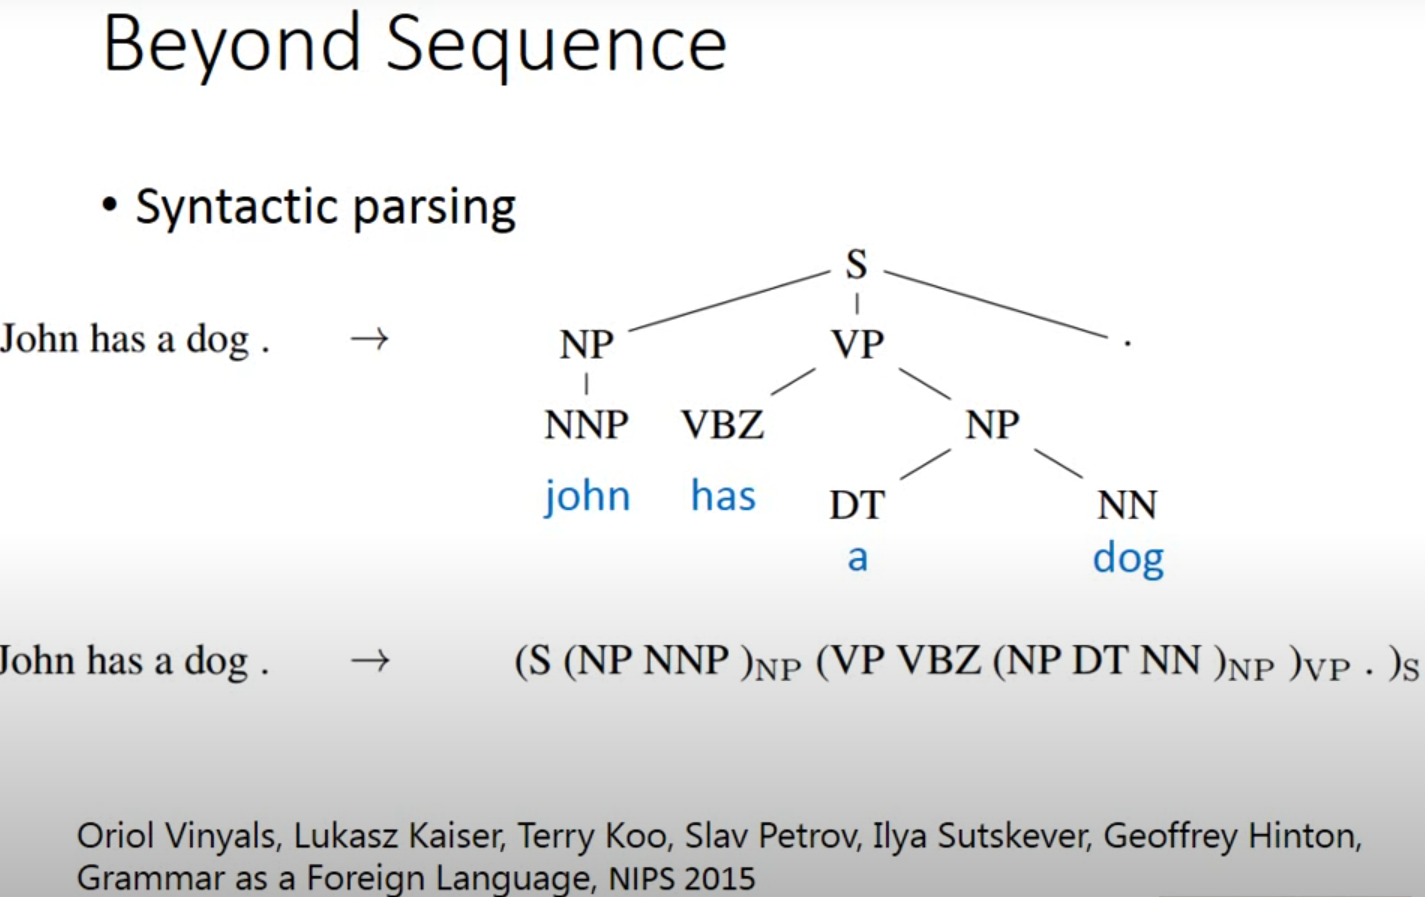 Beyond Sequence
• Syntactic parsing
S
John has a dog . → NP VP .
NNP VBZ NP
john has DT NN
a dog
John has a dog . → (S (NP NNP )NP (VP VBZ (NP DT NN )NP )VP . )S
Oriol Vinyals, Lukasz Kaiser, Terry Koo, Slav Petrov, Ilya Sutskever, Geoffrey Hinton,
Grammar as a Foreign Language, NIPS 2015